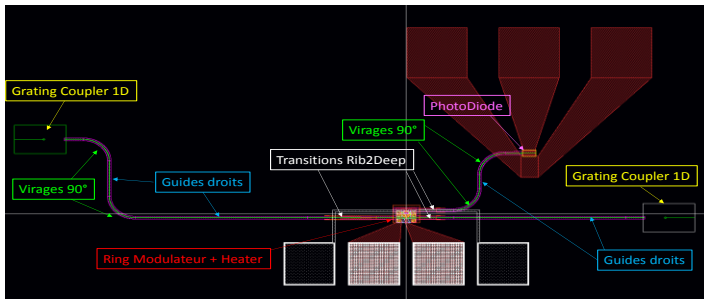 Grating Coupler 1D
PhotoDiode
Virages 90°
Transitions Rib2Deep
Grating Coupler 1D
Virages 90°
Guides droits
Ring Modulateur + Heater
Guides droits